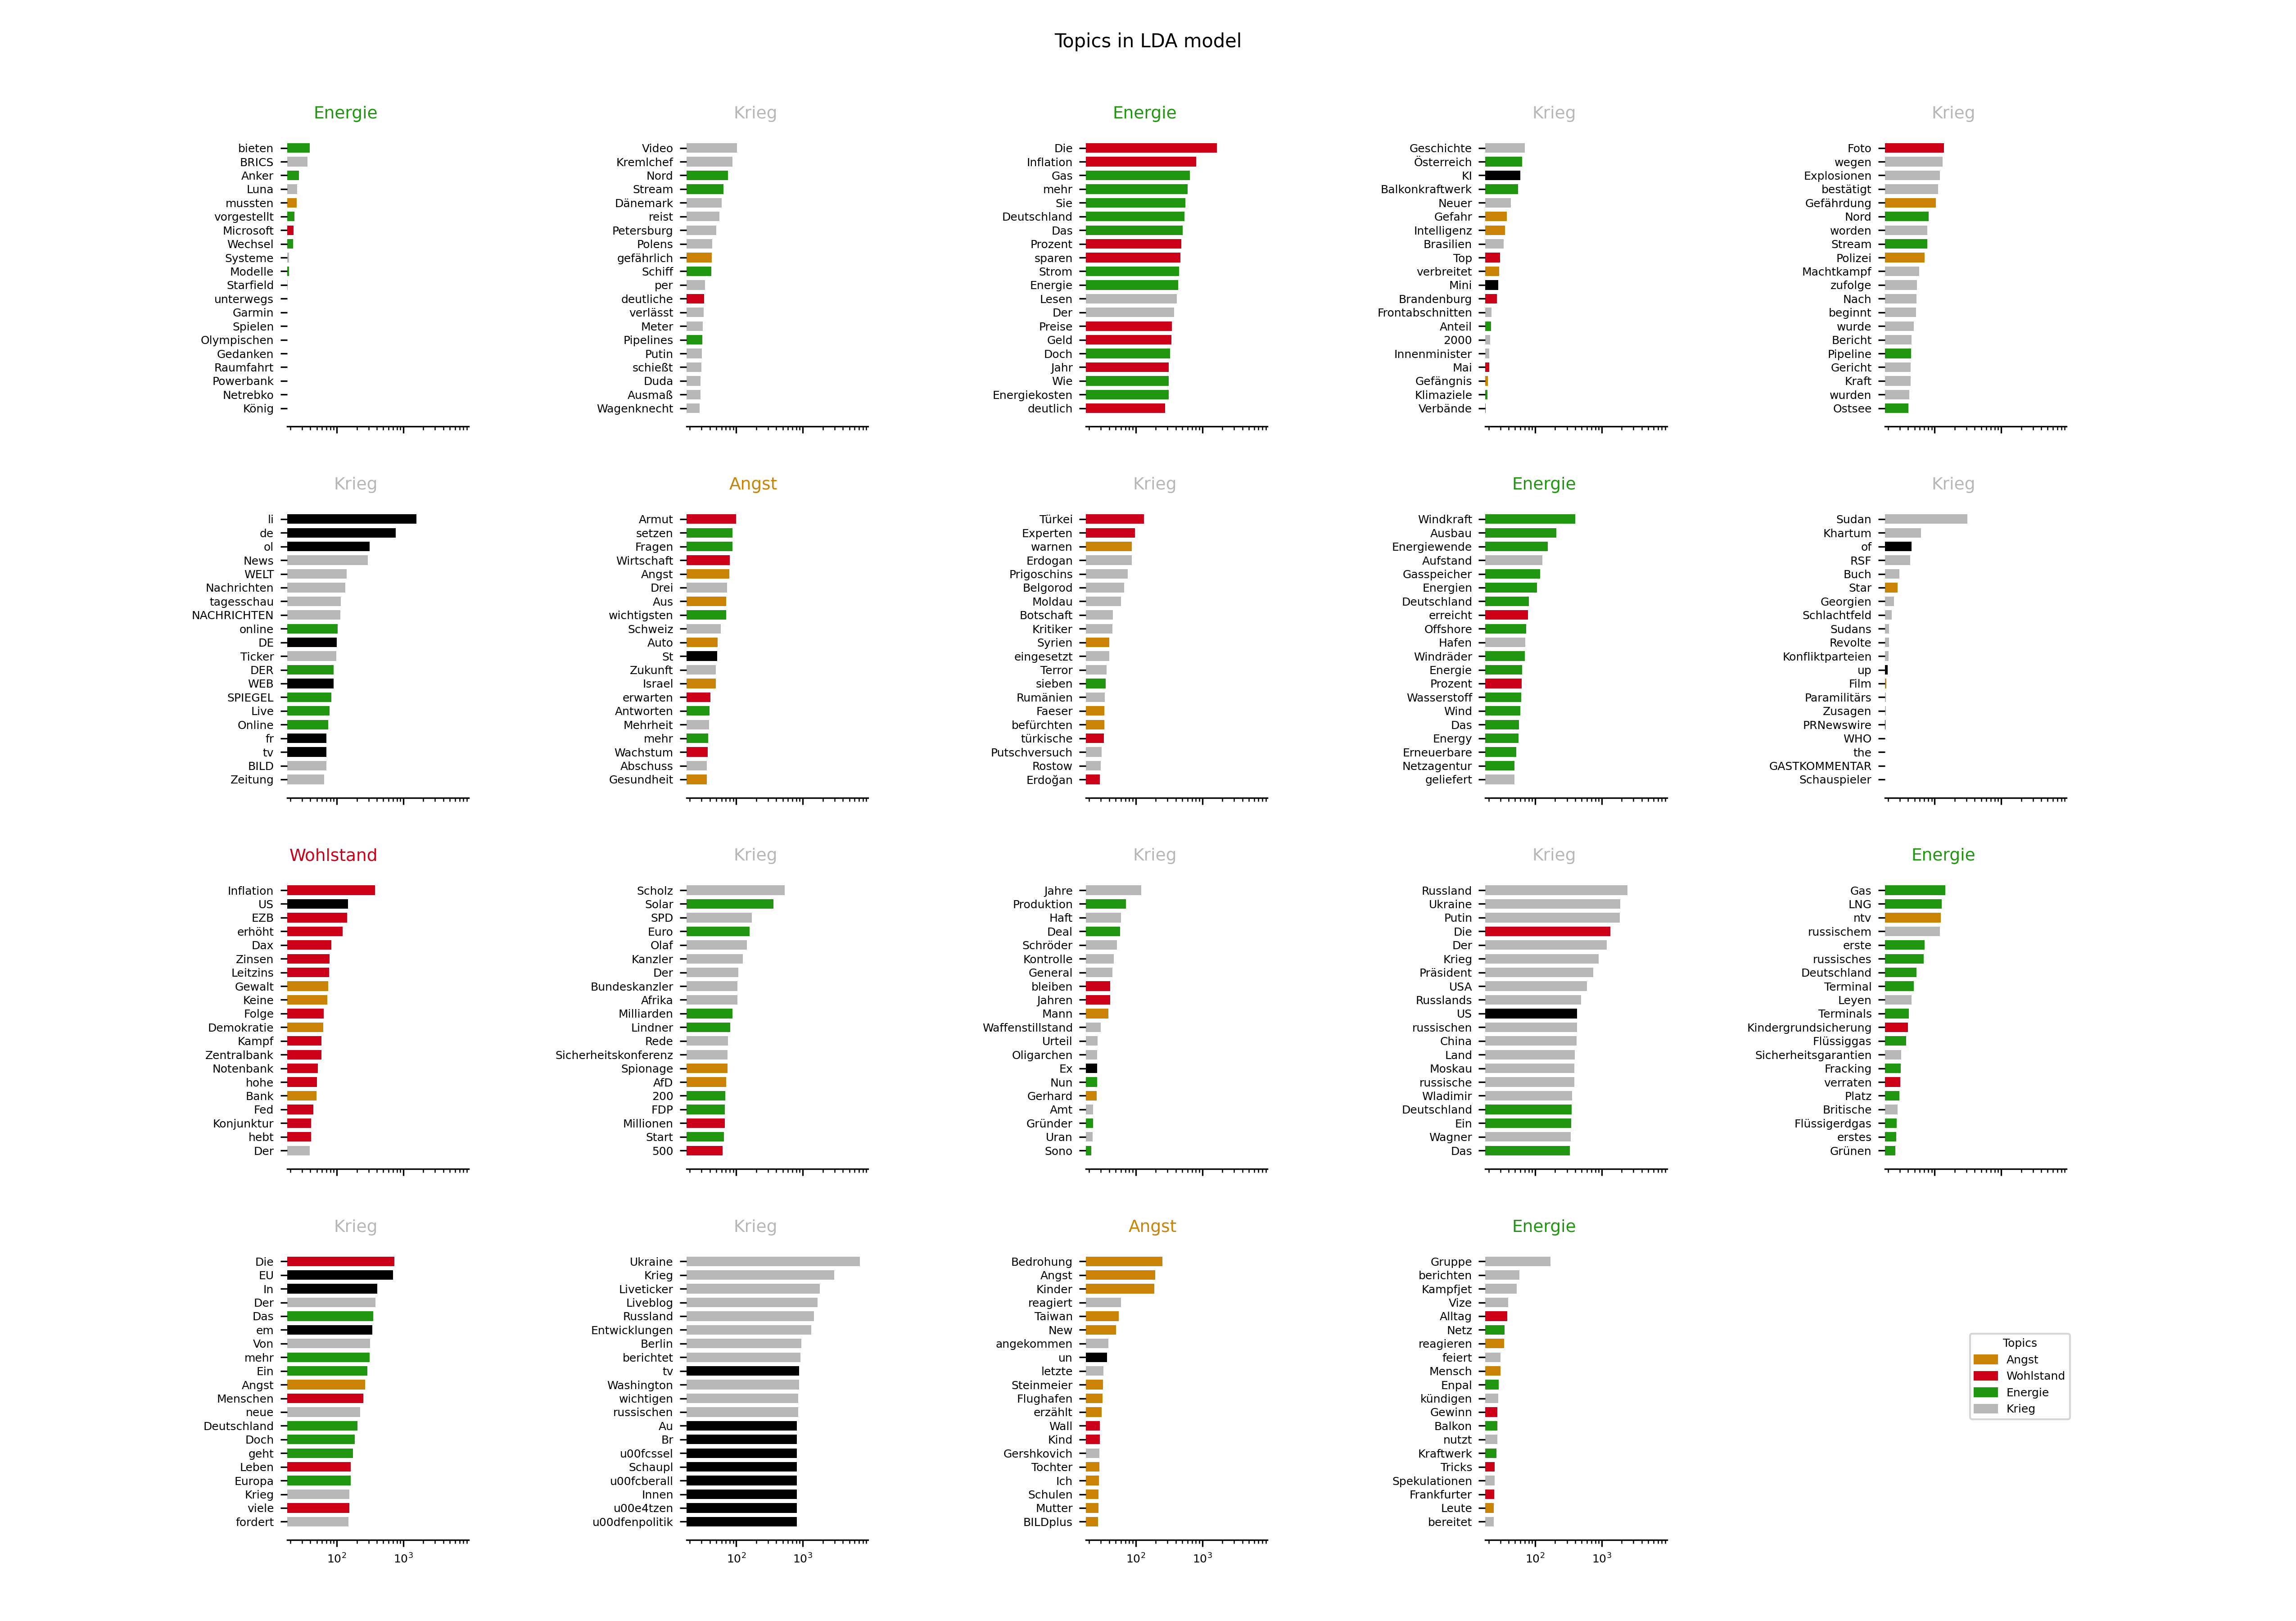 Topics in LDA model
Energie
bieten
BRICS
Anker
Luna
mussten
vorgestellt
Microsoft
Wechsel
Systeme
Modelle
Starfield
unterwegs
Garmin
Spielen
Olympischen
Gedanken
Raumfahrt
Powerbank
Netrebko
König
Krieg
Video
Kremlchef
Nord
Stream
Dänemark
reist
Petersburg
Polens
gefährlich
Schiff
per
deutliche
verlässt
Meter
Pipelines
Putin
schießt
Duda
Ausmaß
Wagenknecht
Energie
Die
Inflation
Gas
mehr
Sie
Deutschland
Das
Prozent
sparen
Strom
Energie
Lesen
Der
Preise
Geld
Doch
Jahr
Wie
Energiekosten
deutlich
Krieg
Geschichte
Österreich
KI
Balkonkraftwerk
Neuer
Gefahr
Intelligenz
Brasilien
Top
verbreitet
Mini
Brandenburg
Frontabschnitten
Anteil
2000
Innenminister
Mai
Gefängnis
Klimaziele
Verbände
Krieg
Foto
wegen
Explosionen
bestätigt
Gefährdung
Nord
worden
Stream
Polizei
Machtkampf
zufolge
Nach
beginnt
wurde
Bericht
Pipeline
Gericht
Kraft
wurden
Ostsee
Krieg
li
de
ol
News
WELT
Nachrichten
tagesschau
NACHRICHTEN
online
DE
Ticker
DER
WEB
SPIEGEL
Live
Online
fr
tv
BILD
Zeitung
Angst
Armut
setzen
Fragen
Wirtschaft
Angst
Drei
Aus
wichtigsten
Schweiz
Auto
St
Zukunft
Israel
erwarten
Antworten
Mehrheit
mehr
Wachstum
Abschuss
Gesundheit
Krieg
Türkei
Experten
warnen
Erdogan
Prigoschins
Belgorod
Moldau
Botschaft
Kritiker
Syrien
eingesetzt
Terror
sieben
Rumänien
Faeser
befürchten
türkische
Putschversuch
Rostow
Erdoğan
Energie
Windkraft
Ausbau
Energiewende
Aufstand
Gasspeicher
Energien
Deutschland
erreicht
Offshore
Hafen
Windräder
Energie
Prozent
Wasserstoff
Wind
Das
Energy
Erneuerbare
Netzagentur
geliefert
Krieg
Sudan
Khartum
of
RSF
Buch
Star
Georgien
Schlachtfeld
Sudans
Revolte
Konfliktparteien
up
Film
Paramilitärs
Zusagen
PRNewswire
WHO
the
GASTKOMMENTAR
Schauspieler
Wohlstand
Inflation
US
EZB
erhöht
Dax
Zinsen
Leitzins
Gewalt
Keine
Folge
Demokratie
Kampf
Zentralbank
Notenbank
hohe
Bank
Fed
Konjunktur
hebt
Der
Krieg
Scholz
Solar
SPD
Euro
Olaf
Kanzler
Der
Bundeskanzler
Afrika
Milliarden
Lindner
Rede
Sicherheitskonferenz
Spionage
AfD
200
FDP
Millionen
Start
500
Krieg
Jahre
Produktion
Haft
Deal
Schröder
Kontrolle
General
bleiben
Jahren
Mann
Waffenstillstand
Urteil
Oligarchen
Ex
Nun
Gerhard
Amt
Gründer
Uran
Sono
Krieg
Russland
Ukraine
Putin
Die
Der
Krieg
Präsident
USA
Russlands
US
russischen
China
Land
Moskau
russische
Wladimir
Deutschland
Ein
Wagner
Das
Energie
Gas
LNG
ntv
russischem
erste
russisches
Deutschland
Terminal
Leyen
Terminals
Kindergrundsicherung
Flüssiggas
Sicherheitsgarantien
Fracking
verraten
Platz
Britische
Flüssigerdgas
erstes
Grünen
Krieg
Die
EU
In
Der
Das
em
Von
mehr
Ein
Angst
Menschen
neue
Deutschland
Doch
geht
Leben
Europa
Krieg
viele
fordert
10²
10³
Krieg
Ukraine
Krieg
Liveticker
Liveblog
Russland
Entwicklungen
Berlin
berichtet
tv
Washington
wichtigen
russischen
Au
Br
u00fcssel
Schaupl
u00fcberall
Innen
u00e4tzen
u00dfenpolitik
10²
10³
Angst
Bedrohung
Angst
Kinder
reagiert
Taiwan
New
angekommen
un
letzte
Steinmeier
Flughafen
erzählt
Wall
Kind
Gershkovich
Tochter
Ich
Schulen
Mutter
BILDplus
10²
10³
Energie
Gruppe
berichten
Kampfjet
Vize
Alltag
Netz
reagieren
feiert
Mensch
Enpal
kündigen
Gewinn
Balkon
nutzt
Kraftwerk
Tricks
Spekulationen
Frankfurter
Leute
bereitet
10²
10³
Topics
Angst
Wohlstand
Energie
Krieg